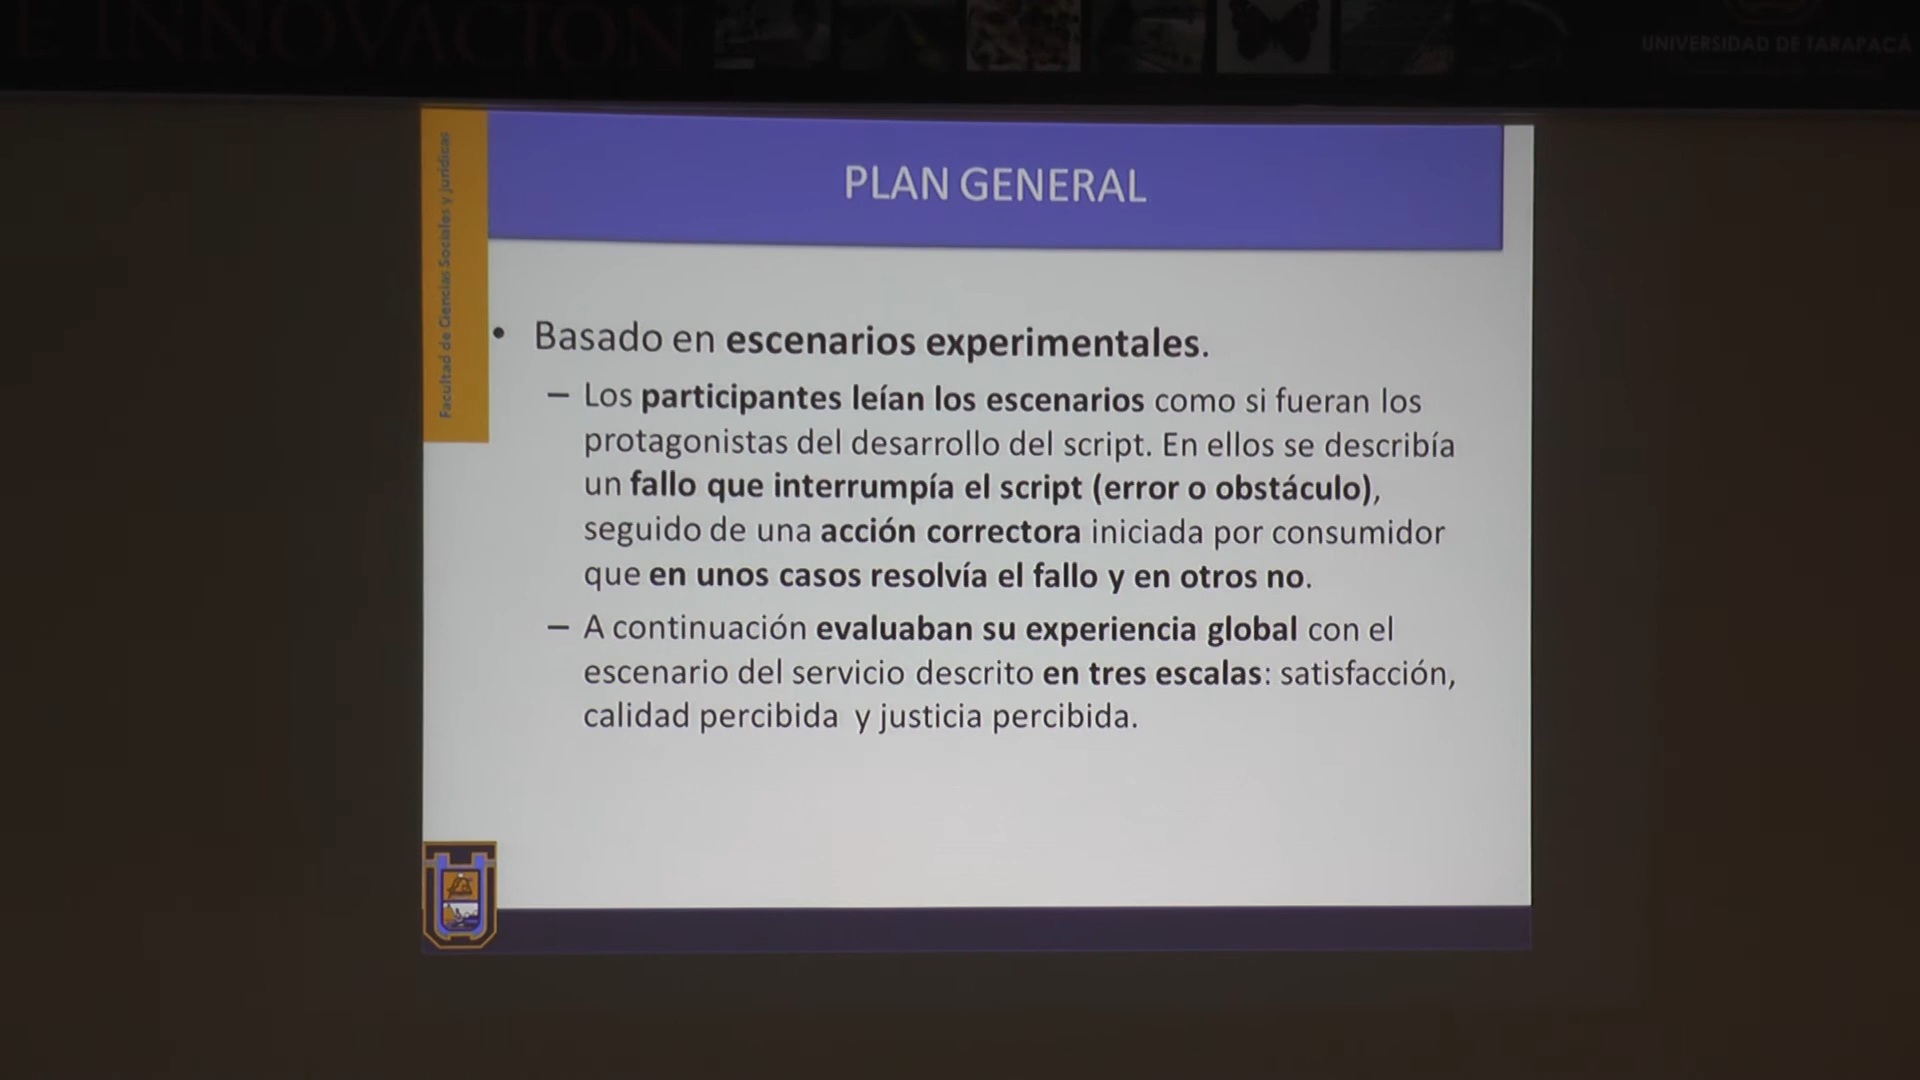 E INNOVACIÓN
UNIVERSIDAD DE TARAPACÁ
Facultad de Ciencias Sociales y Jurídicas
PLAN GENERAL
• Basado en escenarios experimentales.
– Los participantes leían los escenarios como si fueran los
protagonistas del desarrollo del script. En ellos se describía
un fallo que interrumpía el script (error o obstáculo),
seguido de una acción correctora iniciada por consumidor
que en unos casos resolvía el fallo y en otros no.
– A continuación evaluaban su experiencia global con el
escenario del servicio descrito en tres escalas: satisfacción,
calidad percibida y justicia percibida.